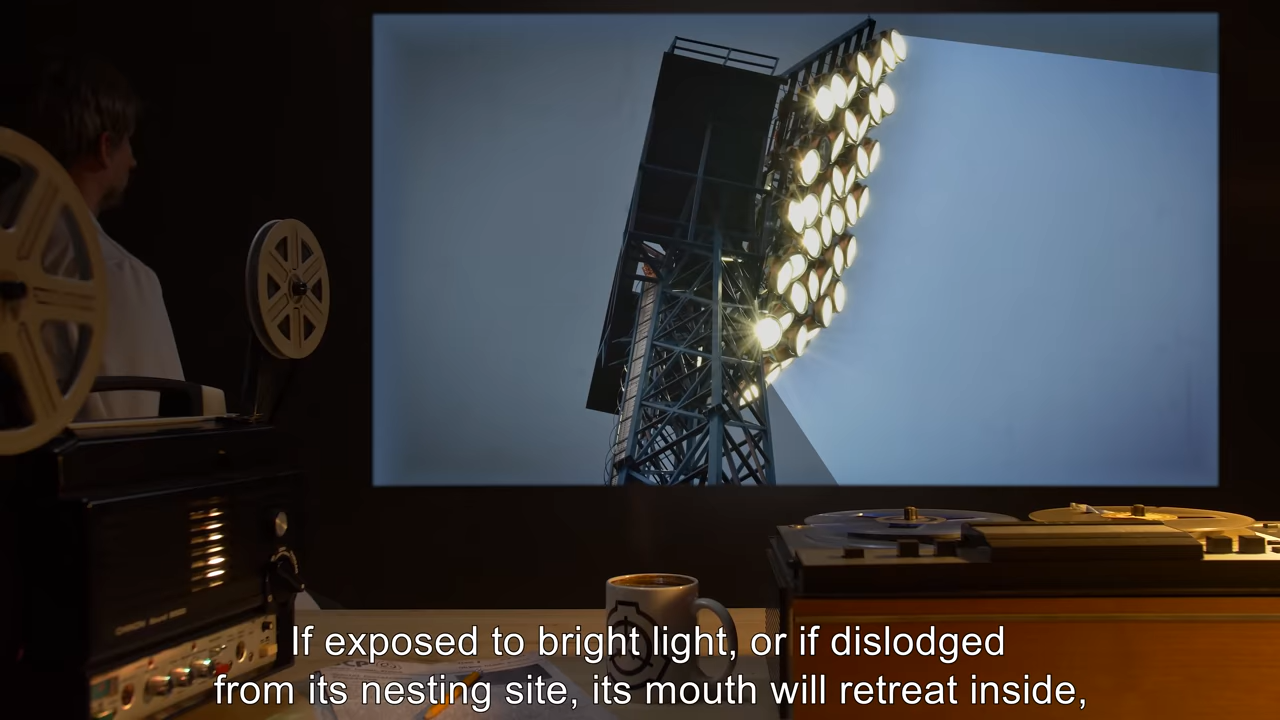 If exposed to bright light, or if dislodged
from its nesting site, its mouth will retreat inside,